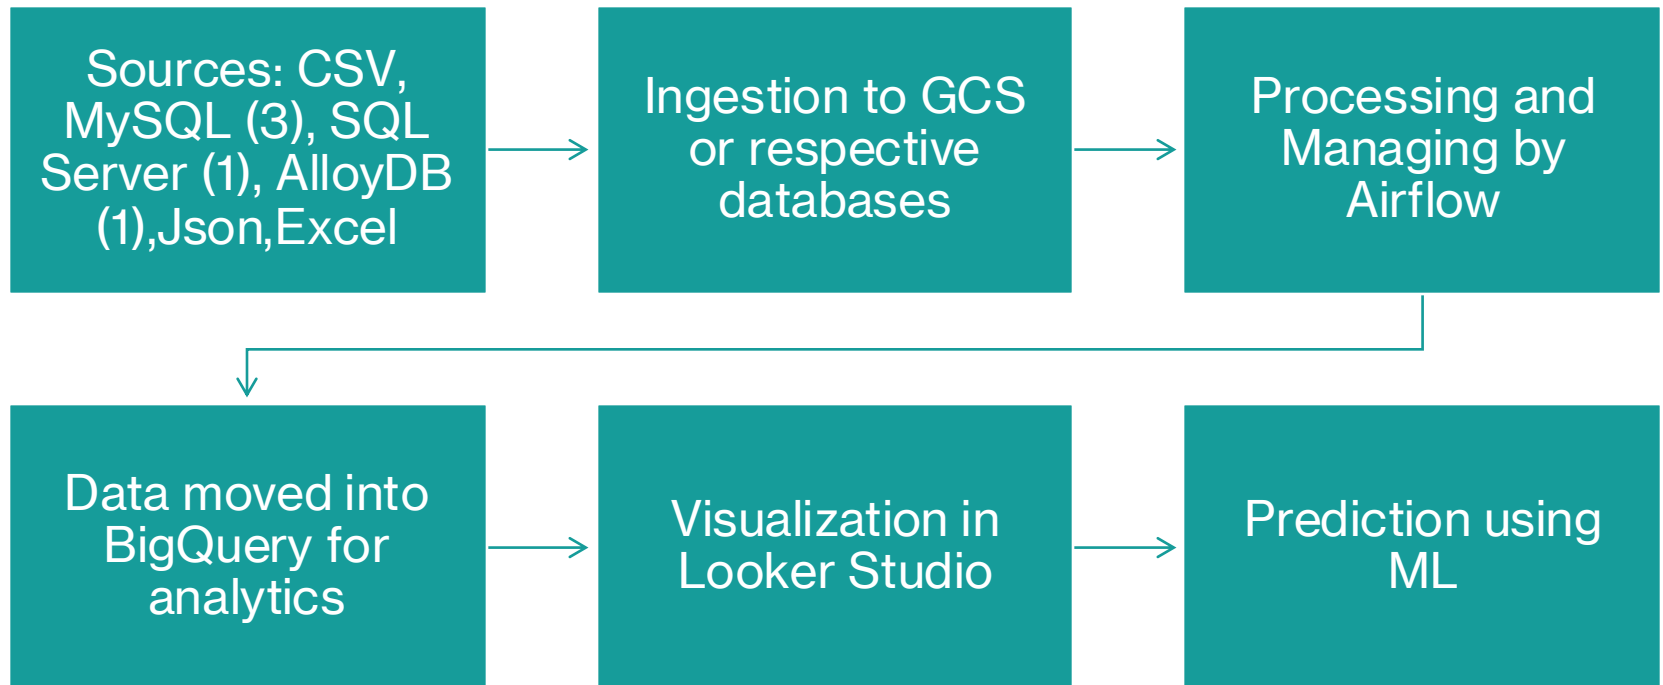 Sources: CSV,
MySQL (3), SQL
Server (1), AlloyDB
(1),Json,Excel
Ingestion to GCS
or respective
databases
Processing and
Managing by
Airflow
Data moved into
BigQuery for
analytics
Visualization in
Looker Studio
Prediction using
ML